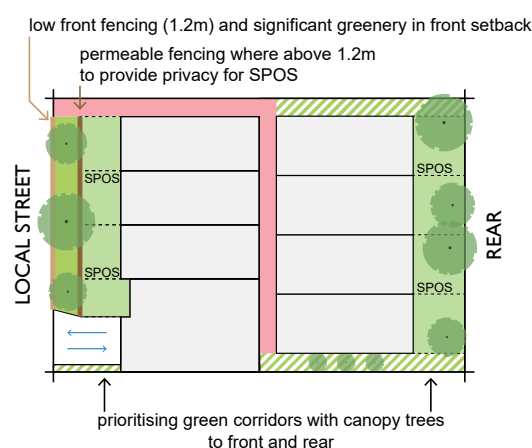 low front fencing (1.2m) and significant greenery in front setback
permeable fencing where above 1.2m
to provide privacy for SPOS
LOCAL STREET
SPOS
SPOS
SPOS
SPOS
REAR
prioritising green corridors with canopy trees
to front and rear